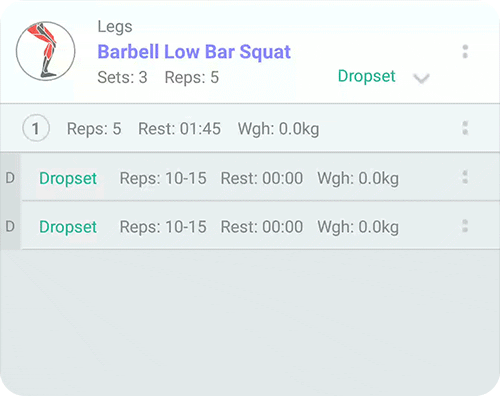 Legs
Barbell Low Bar Squat
Sets: 3 Reps: 5 Dropset
1 Reps: 5 Rest: 01:45 Wgh: 0.0kg
D Dropset Reps: 10-15 Rest: 00:00 Wgh: 0.0kg
D Dropset Reps: 10-15 Rest: 00:00 Wgh: 0.0kg